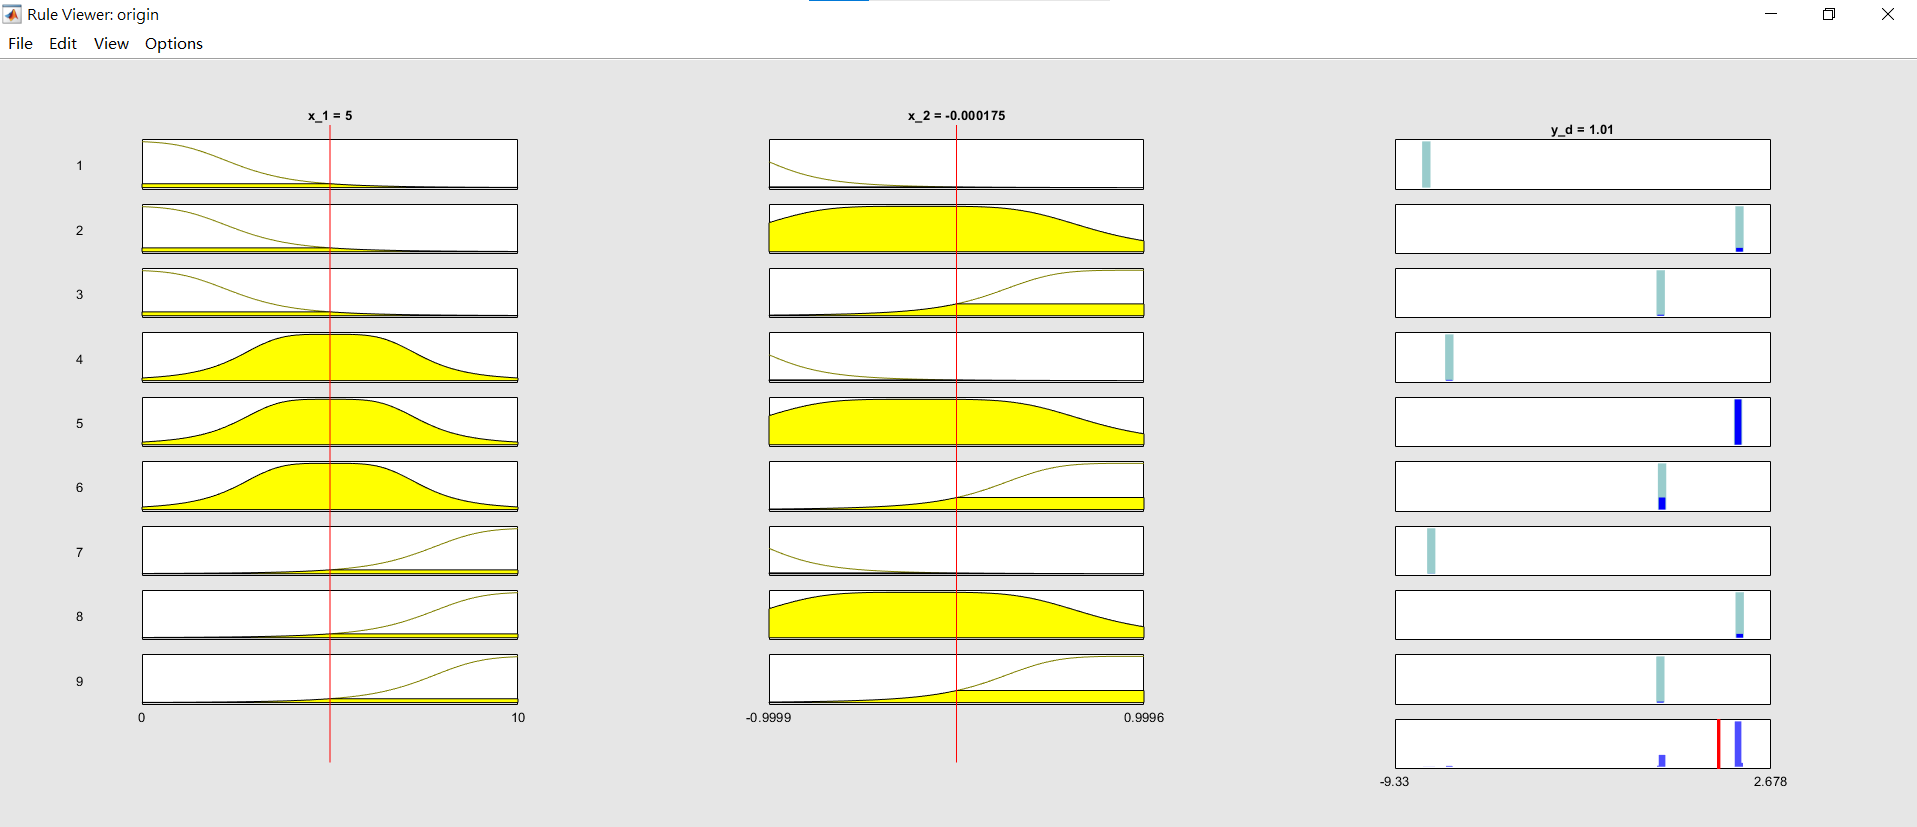 Rule Viewer: origin
File Edit View Options
x_1 = 5
x_2 = -0.000175
y_d = 1.01
1
2
3
4
5
6
7
8
9
0 10
-0.9999 0.9996
-9.33 2.678